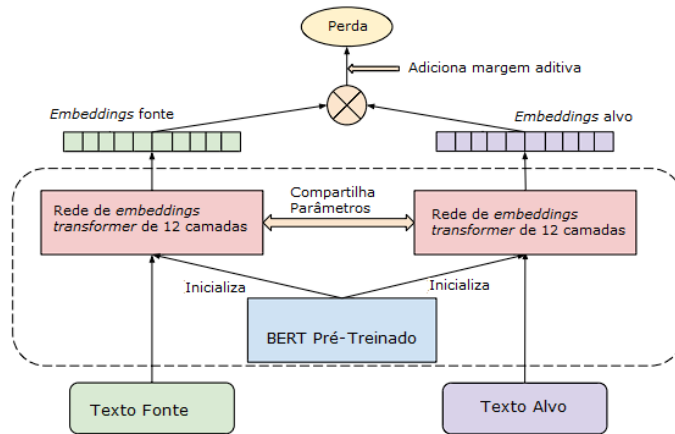 Perda
Adiciona margem aditiva
Embeddings fonte
Embeddings alvo
Compartilha
Parâmetros
Rede de embeddings
transformer de 12 camadas
Rede de embeddings
transformer de 12 camadas
Inicializa
Inicializa
BERT Pré-Treinado
Texto Fonte
Texto Alvo